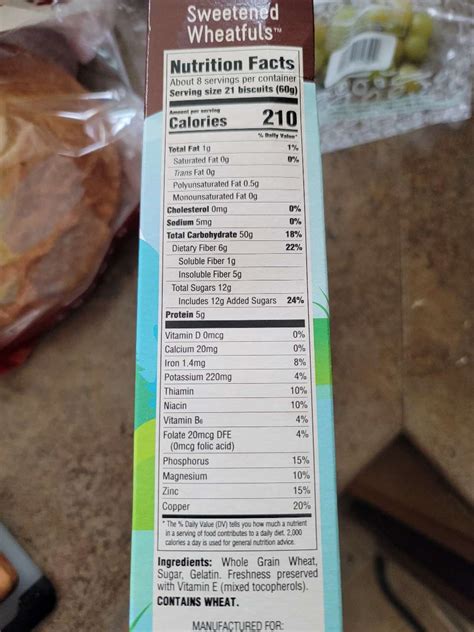 Sweetened
Wheatfuls™
Nutrition Facts
About 8 servings per container
Serving size 21 biscuits (60g)
Amount per serving
Calories 210
% Daily Value*
Total Fat 1g 1%
Saturated Fat 0g 0%
Trans Fat 0g
Polyunsaturated Fat 0.5g
Monounsaturated Fat 0g
Cholesterol 0mg 0%
Sodium 5mg 0%
Total Carbohydrate 50g 18%
Dietary Fiber 6g 22%
Soluble Fiber 1g
Insoluble Fiber 5g
Total Sugars 12g
Includes 12g Added Sugars 24%
Protein 5g
Vitamin D 0mcg 0%
Calcium 20mg 0%
Iron 1.4mg 8%
Potassium 220mg 4%
Thiamin 10%
Niacin 10%
Vitamin B₆ 4%
Folate 20mcg DFE 4%
(0mcg folic acid)
Phosphorus 15%
Magnesium 10%
Zinc 15%
Copper 20%
* The % Daily Value (DV) tells you how much a nutrient
in a serving of food contributes to a daily diet. 2,000
calories a day is used for general nutrition advice.
Ingredients: Whole Grain Wheat,
Sugar, Gelatin. Freshness preserved
with Vitamin E (mixed tocopherols).
CONTAINS WHEAT.
MANUFACTURED FOR: